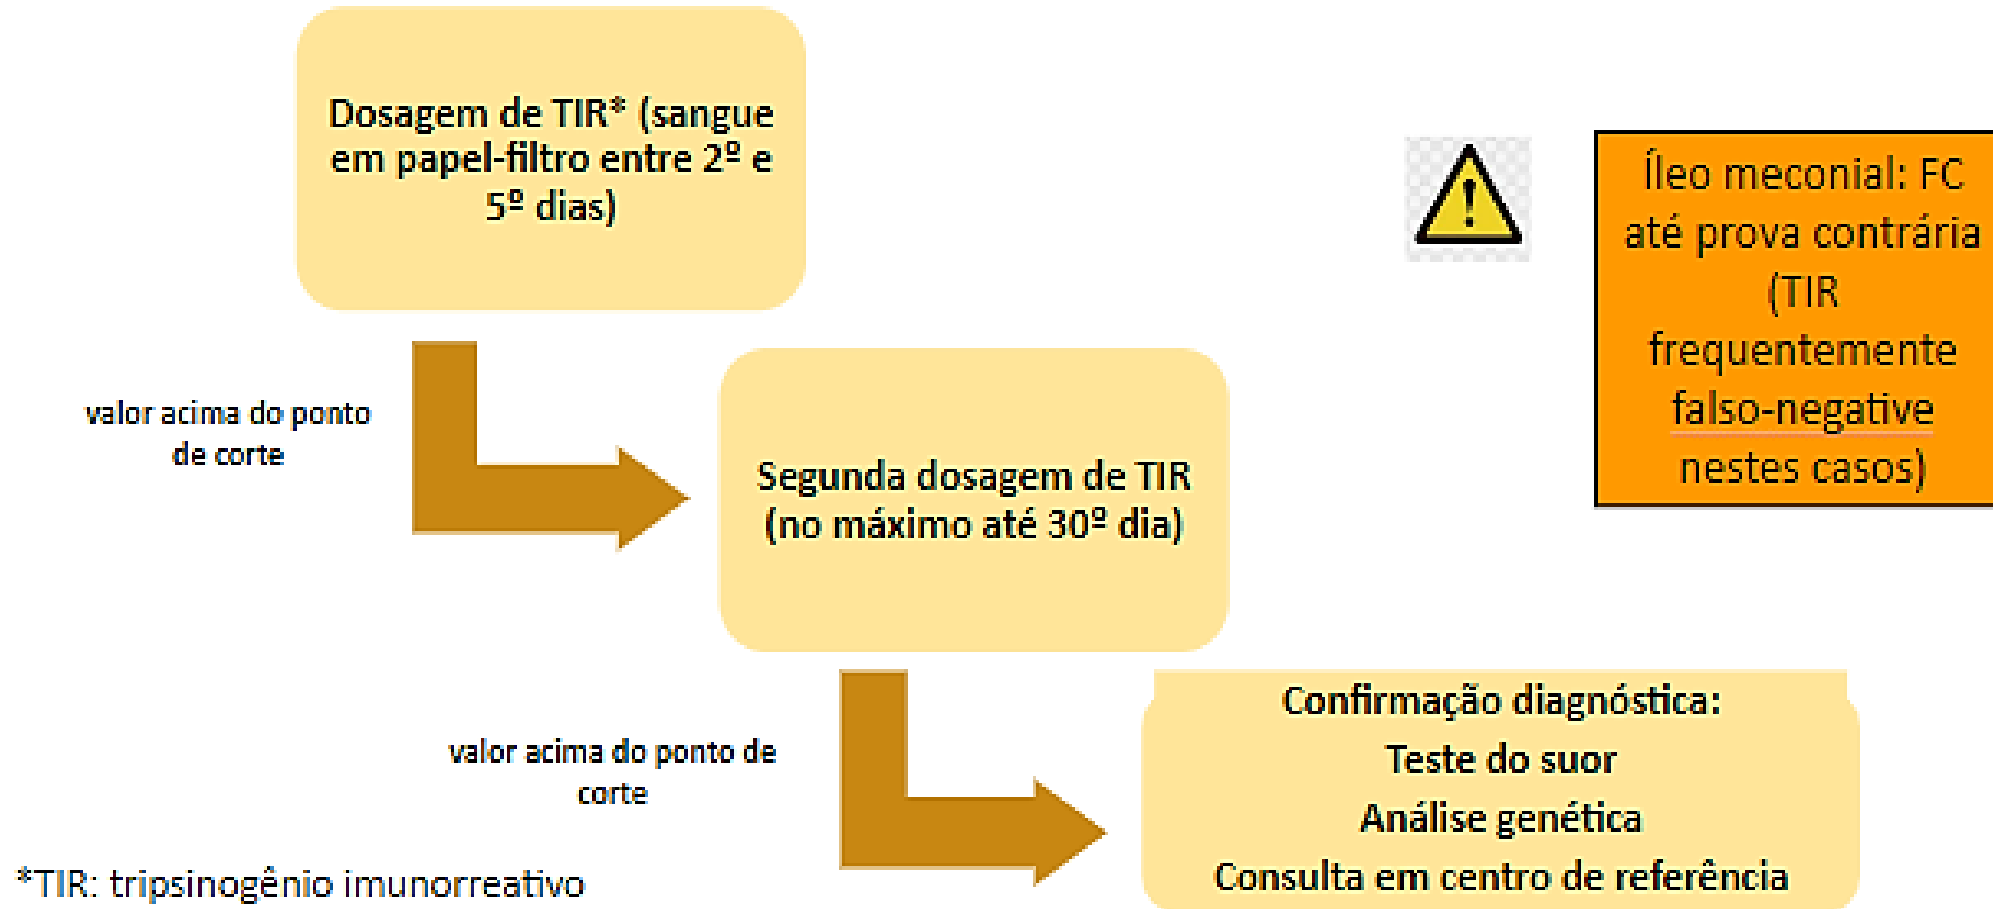 Dosagem de TIR* (sangue
em papel-filtro entre 2º e
5º dias)
Íleo meconial: FC
até prova contrária
(TIR
frequentemente
falso-negative
nestes casos)
valor acima do ponto
de corte
Segunda dosagem de TIR
(no máximo até 30º dia)
valor acima do ponto de
corte
Confirmação diagnóstica:
Teste do suor
Análise genética
Consulta em centro de referência
*TIR: tripsinogênio imunorreativo